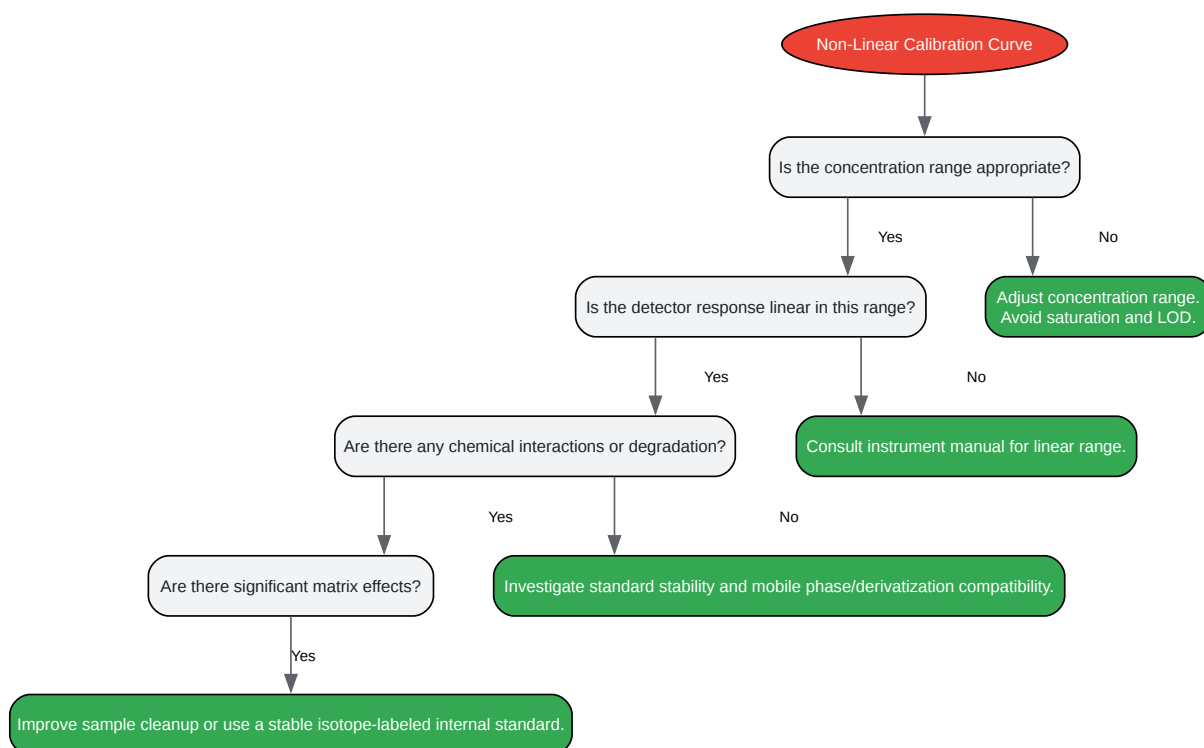 Non-Linear Calibration Curve
Is the concentration range appropriate?
Yes
No
Is the detector response linear in this range?
Adjust concentration range.
Avoid saturation and LOD.
Yes
No
Are there any chemical interactions or degradation?
Consult instrument manual for linear range.
Yes
No
Are there significant matrix effects?
Investigate standard stability and mobile phase/derivatization compatibility.
Yes
Improve sample cleanup or use a stable isotope-labeled internal standard.